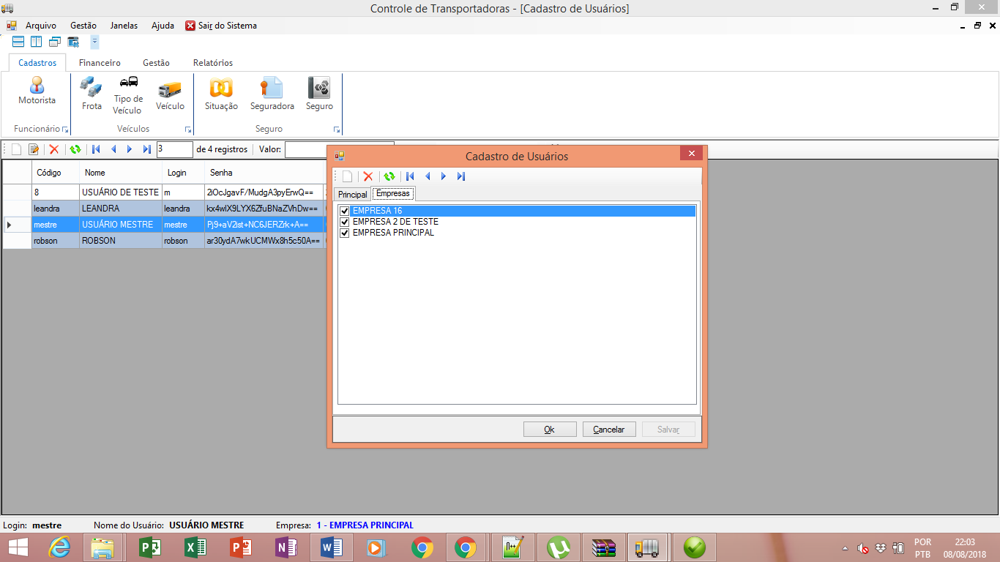 Controle de Transportadoras - [Cadastro de Usuários]
Arquivo Gestão Janelas Ajuda Sair do Sistema
Cadastros Financeiro Gestão Relatórios
Motorista
Frota
Tipo de
Veículo
Veículo
Situação
Seguradora
Seguro
Funcionário Veículos Seguro
3 de 4 registros Valor:
Código Nome Login Senha
8 USUÁRIO DE TESTE m 2iOcJgavF/MudgA3pyErwQ==
leandra LEANDRA leandra kx4wlX9LYX6ZfuBNaZVhDw==
mestre USUÁRIO MESTRE mestre Pj9+aV2ist+NC6JERZrk+A==
robson ROBSON robson ar30ydA7wkUCMWx8h5c50A==
Cadastro de Usuários
Principal Empresas
EMPRESA 16
EMPRESA 2 DE TESTE
EMPRESA PRINCIPAL
Ok Cancelar Salvar
Login: mestre Nome do Usuário: USUÁRIO MESTRE Empresa: 1 - EMPRESA PRINCIPAL
POR
PTB
22:03
08/08/2018